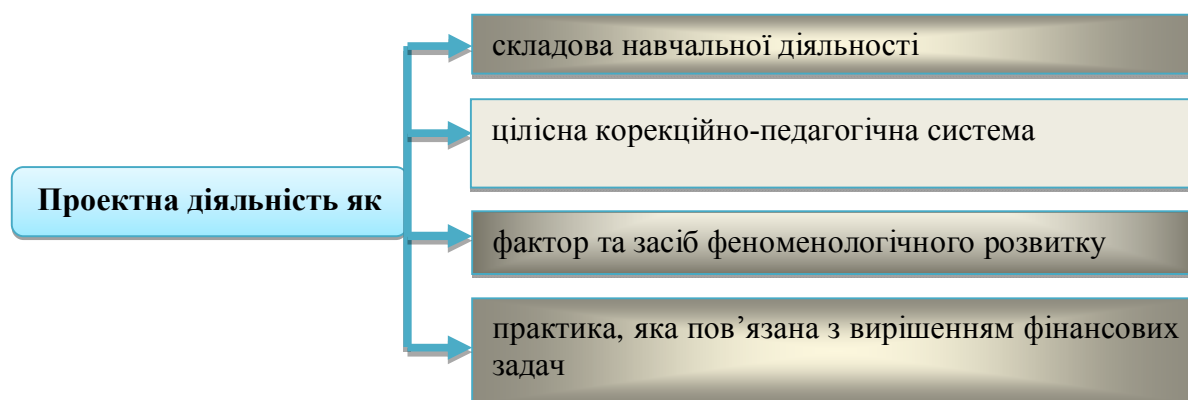 складова навчальної діяльності
цілісна корекційно-педагогічна система
Проектна діяльність як
фактор та засіб феноменологічного розвитку
практика, яка пов’язана з вирішенням фінансових
задач